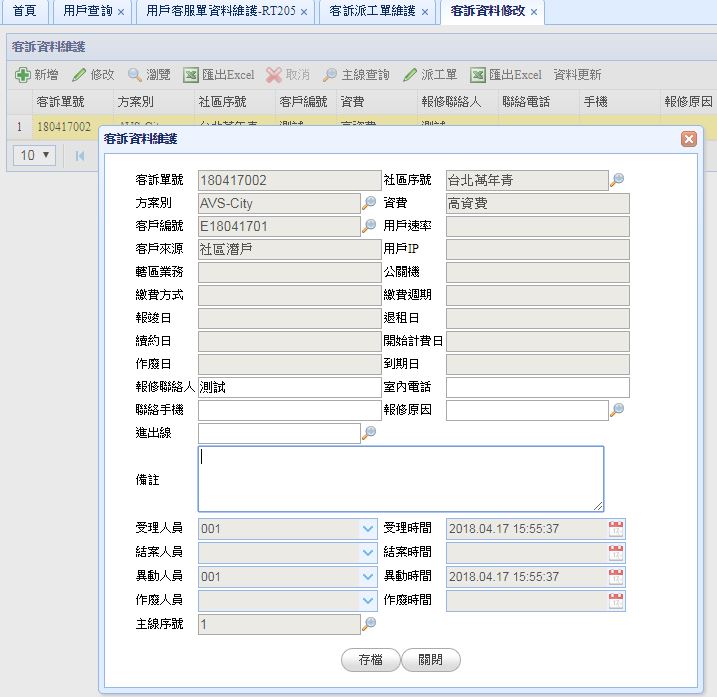 首頁 用戶查詢 × 用戶客服單資料維護-RT205 × 客訴派工單維護 × 客訴資料修改 ×
客訴資料維護
新增 修改 瀏覽 匯出Excel 取消 主線查詢 派工單 匯出Excel 資料更新
客訴單號 方案別 社區序號 客戶編號 資費 報修聯絡人 聯絡電話 手機 報修原因
1 180417002 AVS-City 台北萬年青 測試 高資費 測試
10
客訴資料維護
客訴單號 180417002 社區序號 台北萬年青
方案別 AVS-City 資費 高資費
客戶編號 E18041701 用戶速率
客戶來源 社區潛戶 用戶IP
轄區業務 公關機
繳費方式 繳費週期
報竣日 退租日
續約日 開始計費日
作廢日 到期日
報修聯絡人 測試 室內電話
聯絡手機 報修原因
進出線
備註
受理人員 001 受理時間 2018.04.17 15:55:37
結案人員 結案時間
異動人員 001 異動時間 2018.04.17 15:55:37
作廢人員 作廢時間
主線序號 1
存檔 關閉